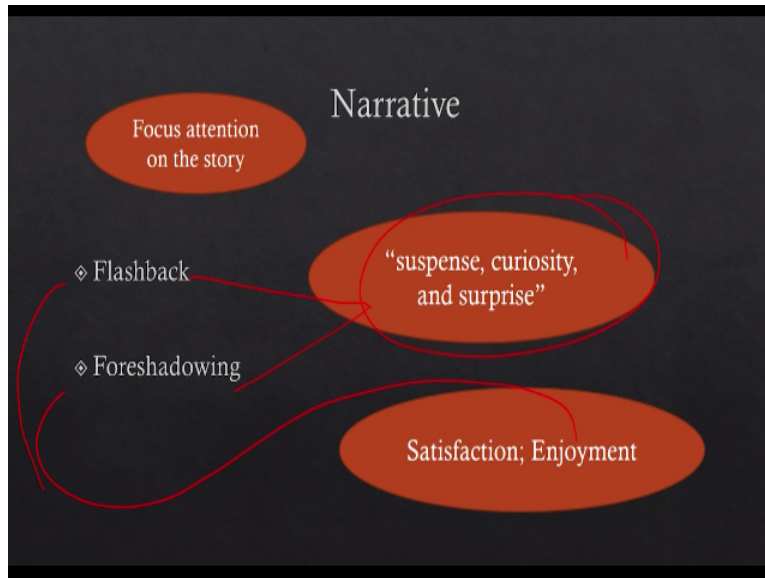 Narrative
Focus attention
on the story
◈ Flashback
“suspense, curiosity,
and surprise”
◈ Foreshadowing
Satisfaction; Enjoyment